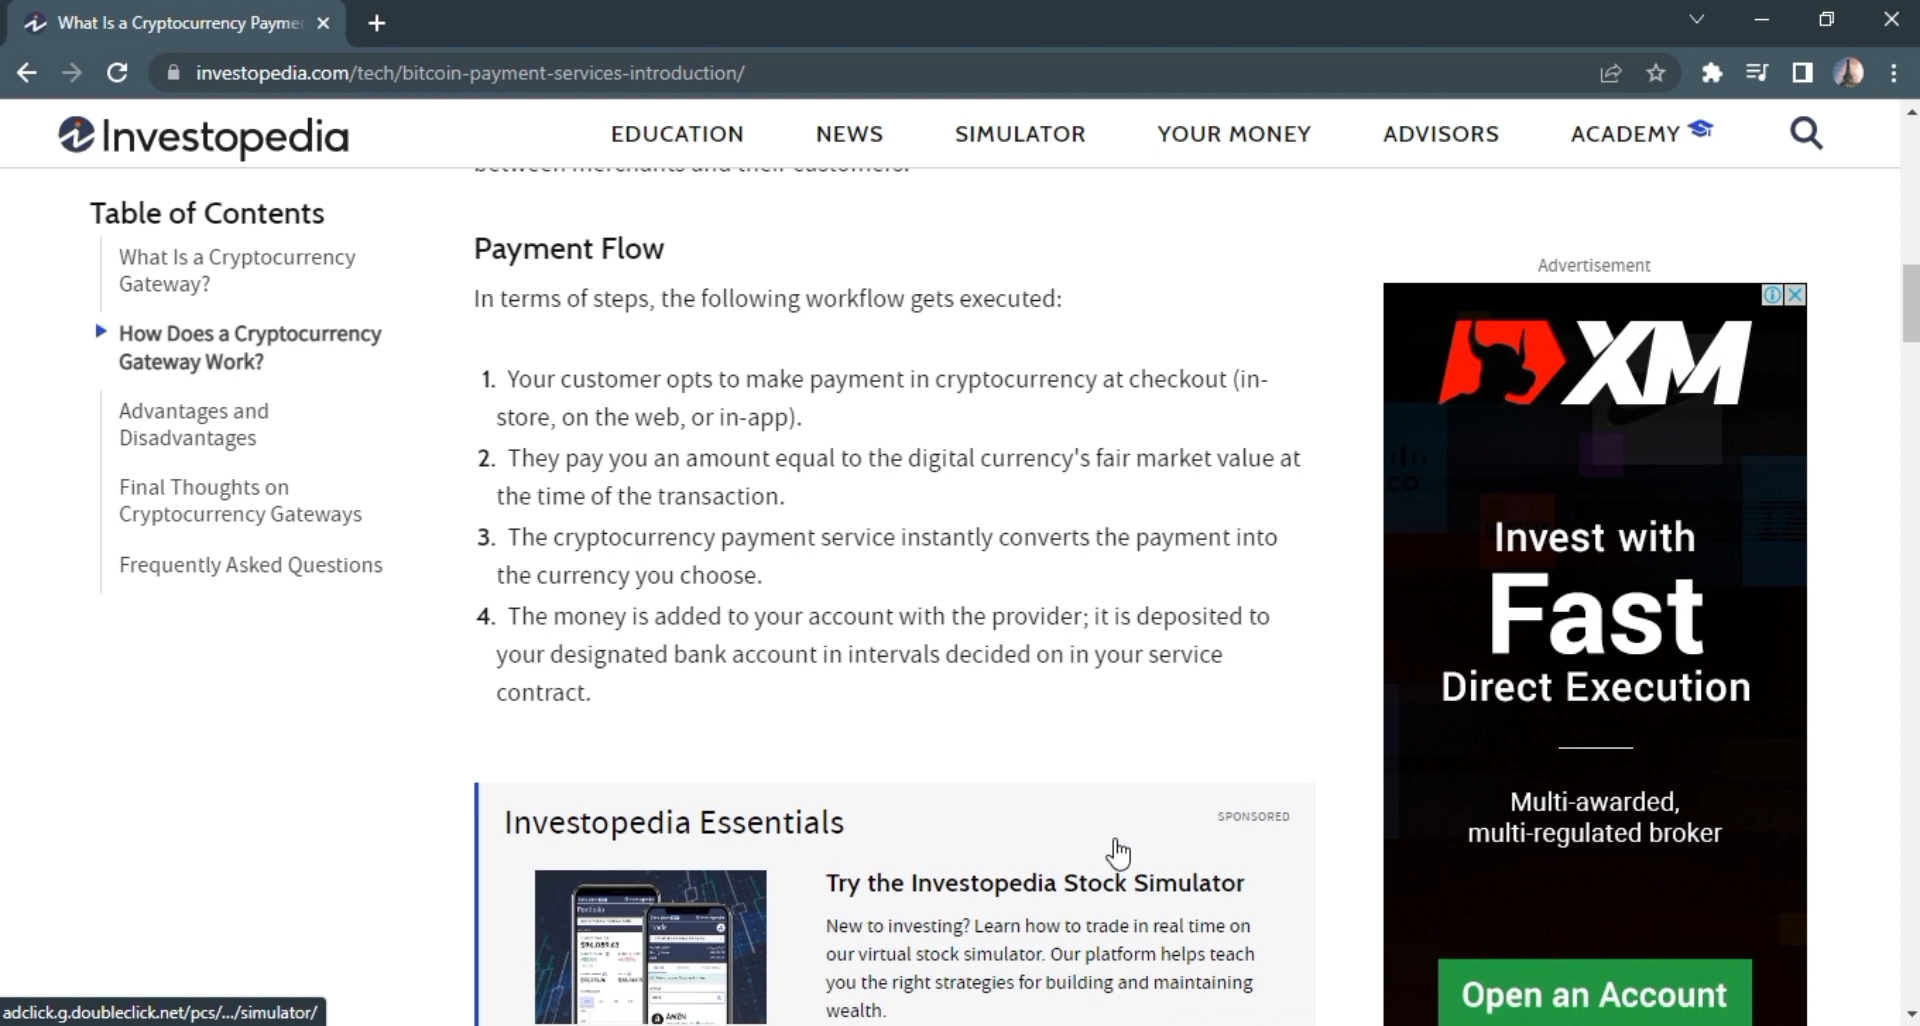 What Is a Cryptocurrency Payme
investopedia.com/tech/bitcoin-payment-services-introduction/
Investopedia
EDUCATION
NEWS
SIMULATOR
YOUR MONEY
ADVISORS
ACADEMY
between merchants and their customers.
Table of Contents
What Is a Cryptocurrency
Gateway?
How Does a Cryptocurrency
Gateway Work?
Advantages and
Disadvantages
Final Thoughts on
Cryptocurrency Gateways
Frequently Asked Questions
Payment Flow
In terms of steps, the following workflow gets executed:
1. Your customer opts to make payment in cryptocurrency at checkout (in-
store, on the web, or in-app).
2. They pay you an amount equal to the digital currency's fair market value at
the time of the transaction.
3. The cryptocurrency payment service instantly converts the payment into
the currency you choose.
4. The money is added to your account with the provider; it is deposited to
your designated bank account in intervals decided on in your service
contract.
Investopedia Essentials
SPONSORED
Try the Investopedia Stock Simulator
New to investing? Learn how to trade in real time on
our virtual stock simulator. Our platform helps teach
you the right strategies for building and maintaining
wealth.
Advertisement
XM
Invest with
Fast
Direct Execution
Multi-awarded,
multi-regulated broker
Open an Account
adclick.g.doubleclick.net/pcs/.../simulator/